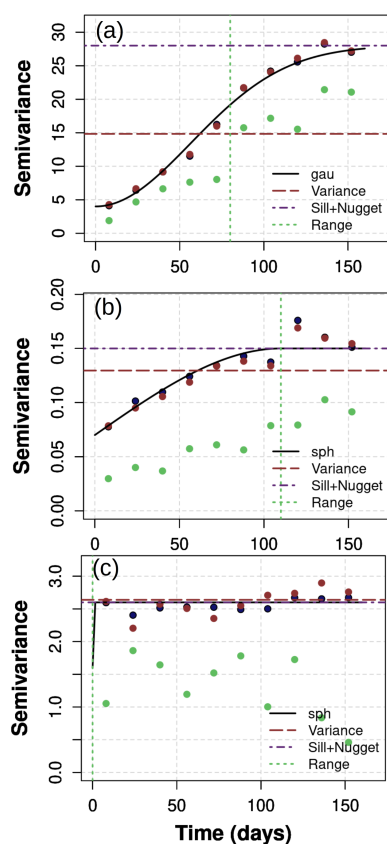 (a)
Semivariance
30
25
20
15
10
5
0
gau
Variance
Sill+Nugget
Range
0 50 100 150
(b)
Semivariance
0.20
0.15
0.10
0.05
0.00
sph
Variance
Sill+Nugget
Range
0 50 100 150
(c)
Semivariance
3.0
2.0
1.0
0.0
sph
Variance
Sill+Nugget
Range
0 50 100 150
Time (days)